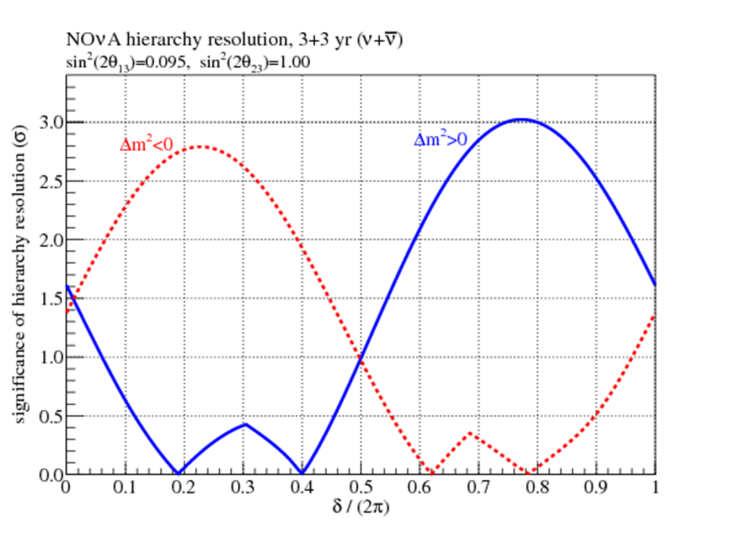 NOνA hierarchy resolution, 3+3 yr (ν+ν̅)
sin²(2θ₁₃)=0.095, sin²(2θ₂₃)=1.00
significance of hierarchy resolution (σ)
3.0
2.5
2.0
1.5
1.0
0.5
0.0
Δm²<0
Δm²>0
0 0.1 0.2 0.3 0.4 0.5 0.6 0.7 0.8 0.9 1
δ / (2π)